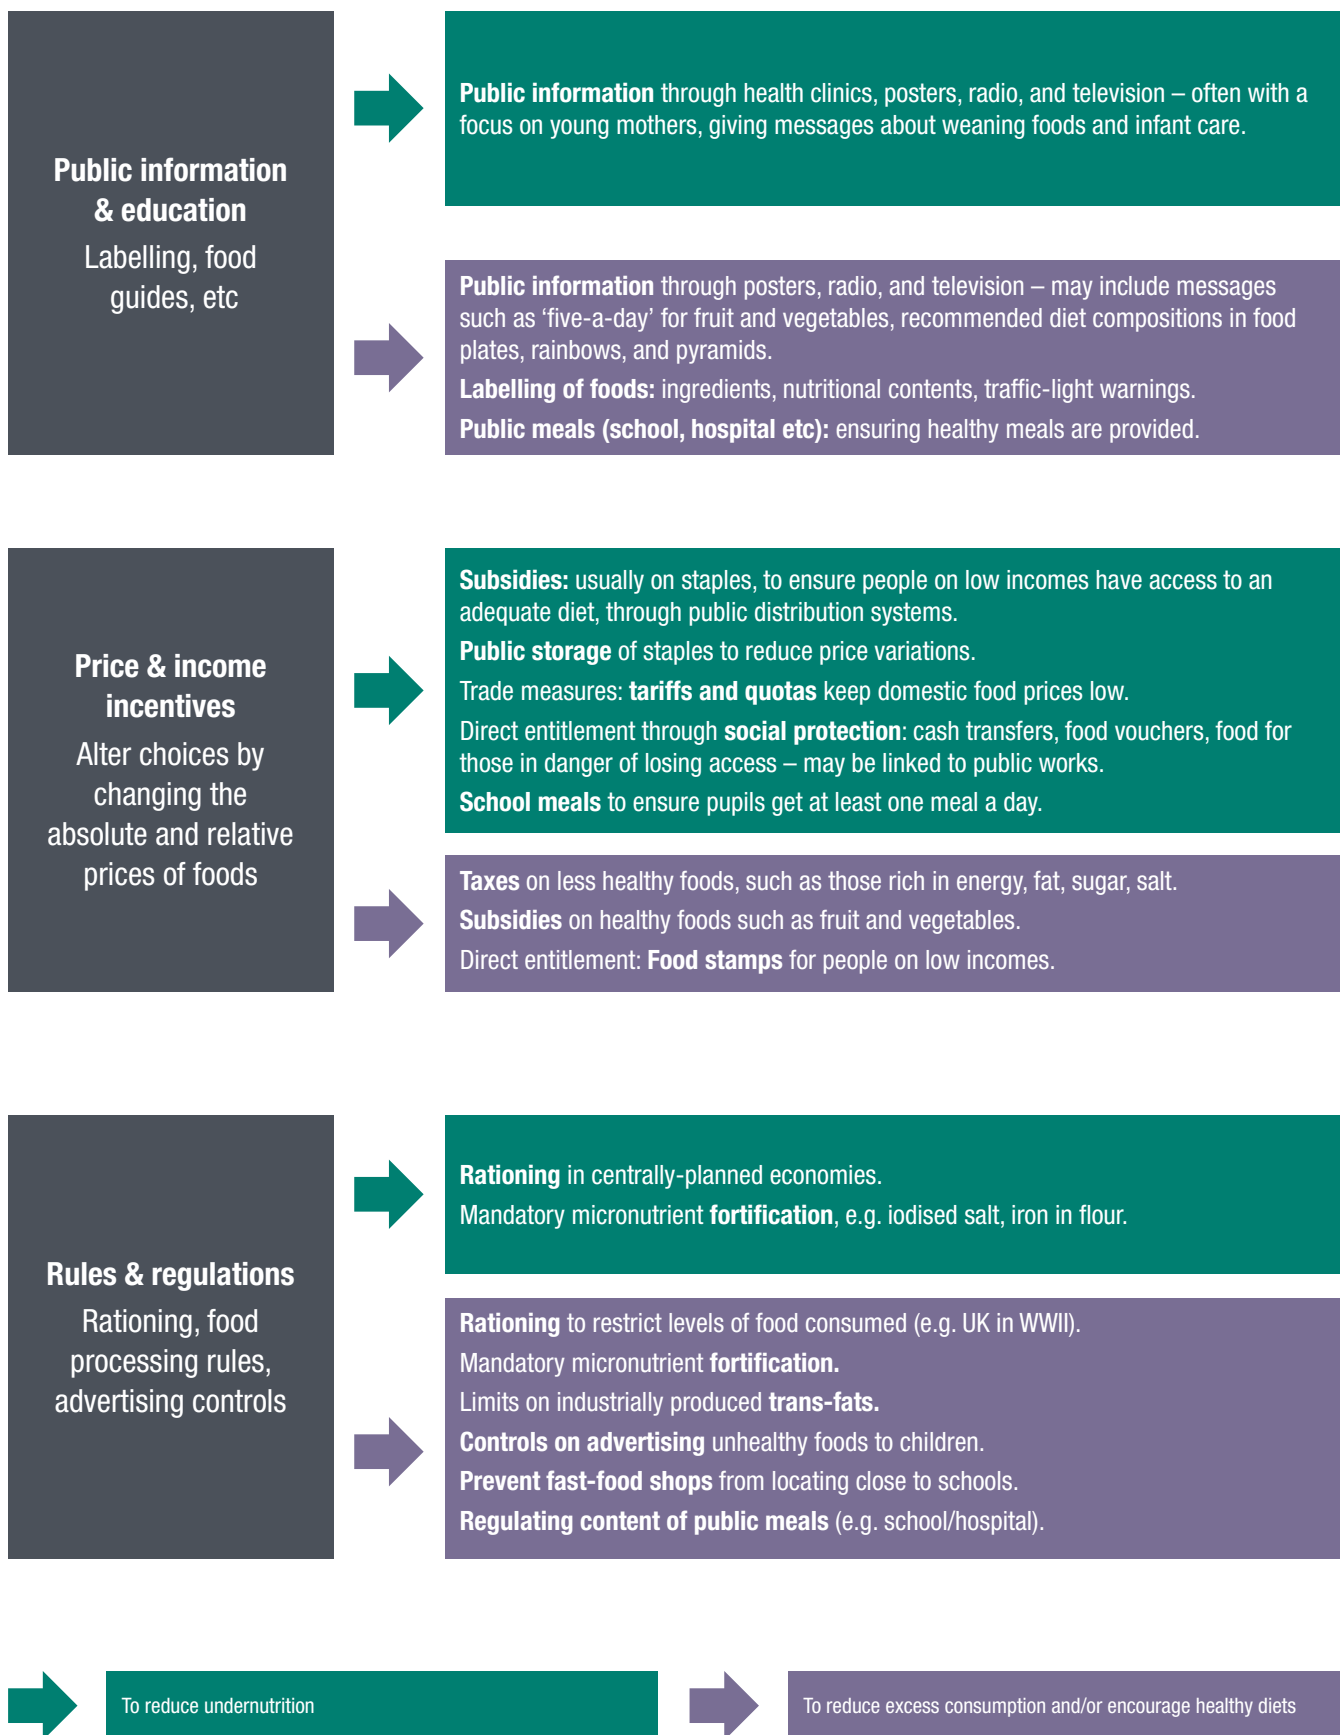 Public information
& education
Labelling, food
guides, etc
Public information through health clinics, posters, radio, and television – often with a
focus on young mothers, giving messages about weaning foods and infant care.
Public information through posters, radio, and television – may include messages
such as ‘five-a-day’ for fruit and vegetables, recommended diet compositions in food
plates, rainbows, and pyramids.
Labelling of foods: ingredients, nutritional contents, traffic-light warnings.
Public meals (school, hospital etc): ensuring healthy meals are provided.
Price & income
incentives
Alter choices by
changing the
absolute and relative
prices of foods
Subsidies: usually on staples, to ensure people on low incomes have access to an
adequate diet, through public distribution systems.
Public storage of staples to reduce price variations.
Trade measures: tariffs and quotas keep domestic food prices low.
Direct entitlement through social protection: cash transfers, food vouchers, food for
those in danger of losing access – may be linked to public works.
School meals to ensure pupils get at least one meal a day.
Taxes on less healthy foods, such as those rich in energy, fat, sugar, salt.
Subsidies on healthy foods such as fruit and vegetables.
Direct entitlement: Food stamps for people on low incomes.
Rules & regulations
Rationing, food
processing rules,
advertising controls
Rationing in centrally-planned economies.
Mandatory micronutrient fortification, e.g. iodised salt, iron in flour.
Rationing to restrict levels of food consumed (e.g. UK in WWII).
Mandatory micronutrient fortification.
Limits on industrially produced trans-fats.
Controls on advertising unhealthy foods to children.
Prevent fast-food shops from locating close to schools.
Regulating content of public meals (e.g. school/hospital).
To reduce undernutrition
To reduce excess consumption and/or encourage healthy diets